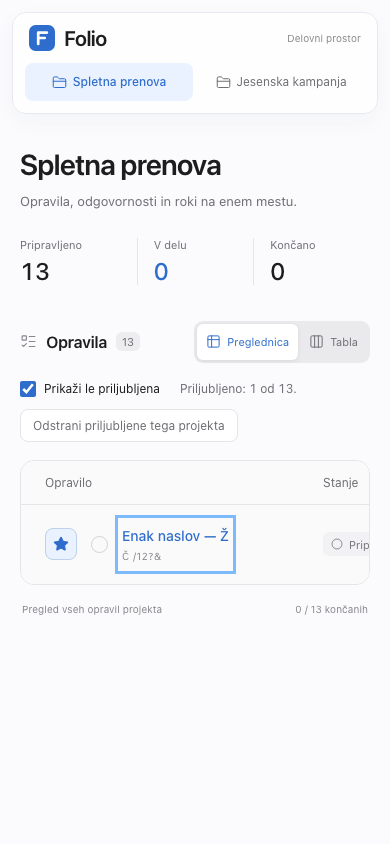 F Folio
Delovni prostor
Spletna prenova
Jesenska kampanja
Spletna prenova
Opravila, odgovornosti in roki na enem mestu.
Pripravljeno
13
V delu
0
Končano
0
Opravila 13
Preglednica
Tabla
Prikaži le priljubljena
Priljubljeno: 1 od 13.
Odstrani priljubljene tega projekta
Opravilo
Stanje
Enak naslov — Ž
Č /12?&
Prip
Pregled vseh opravil projekta
0 / 13 končanih